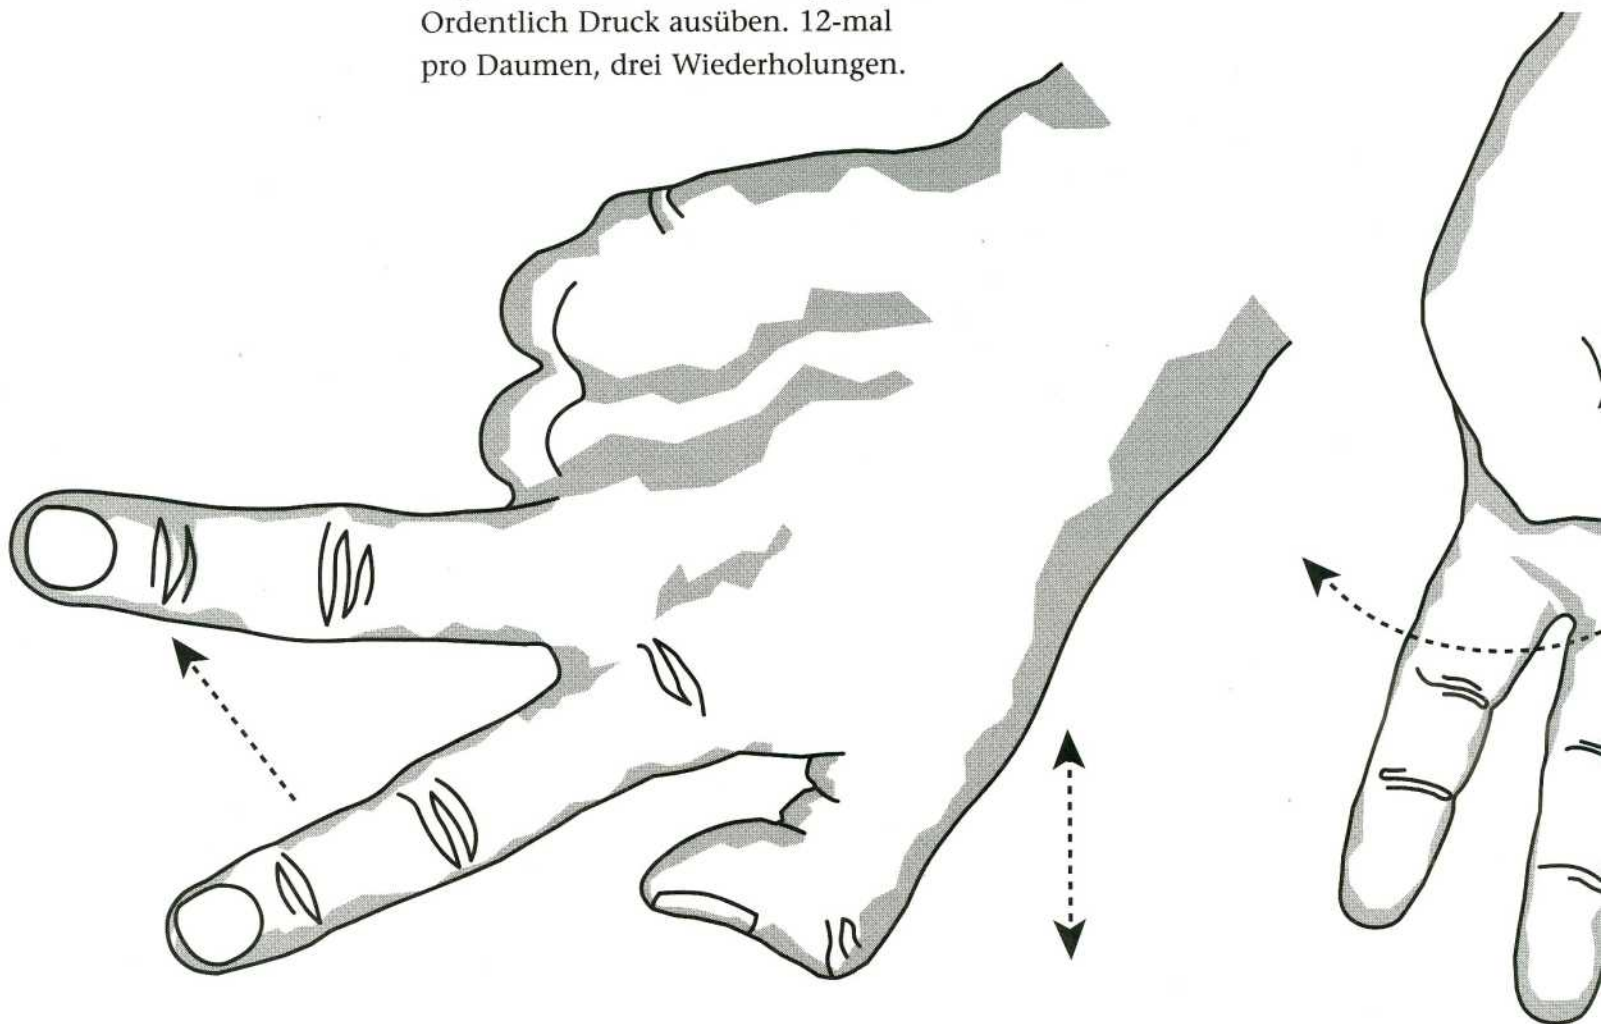 Ordentlich Druck ausüben. 12-mal
pro Daumen, drei Wiederholungen.